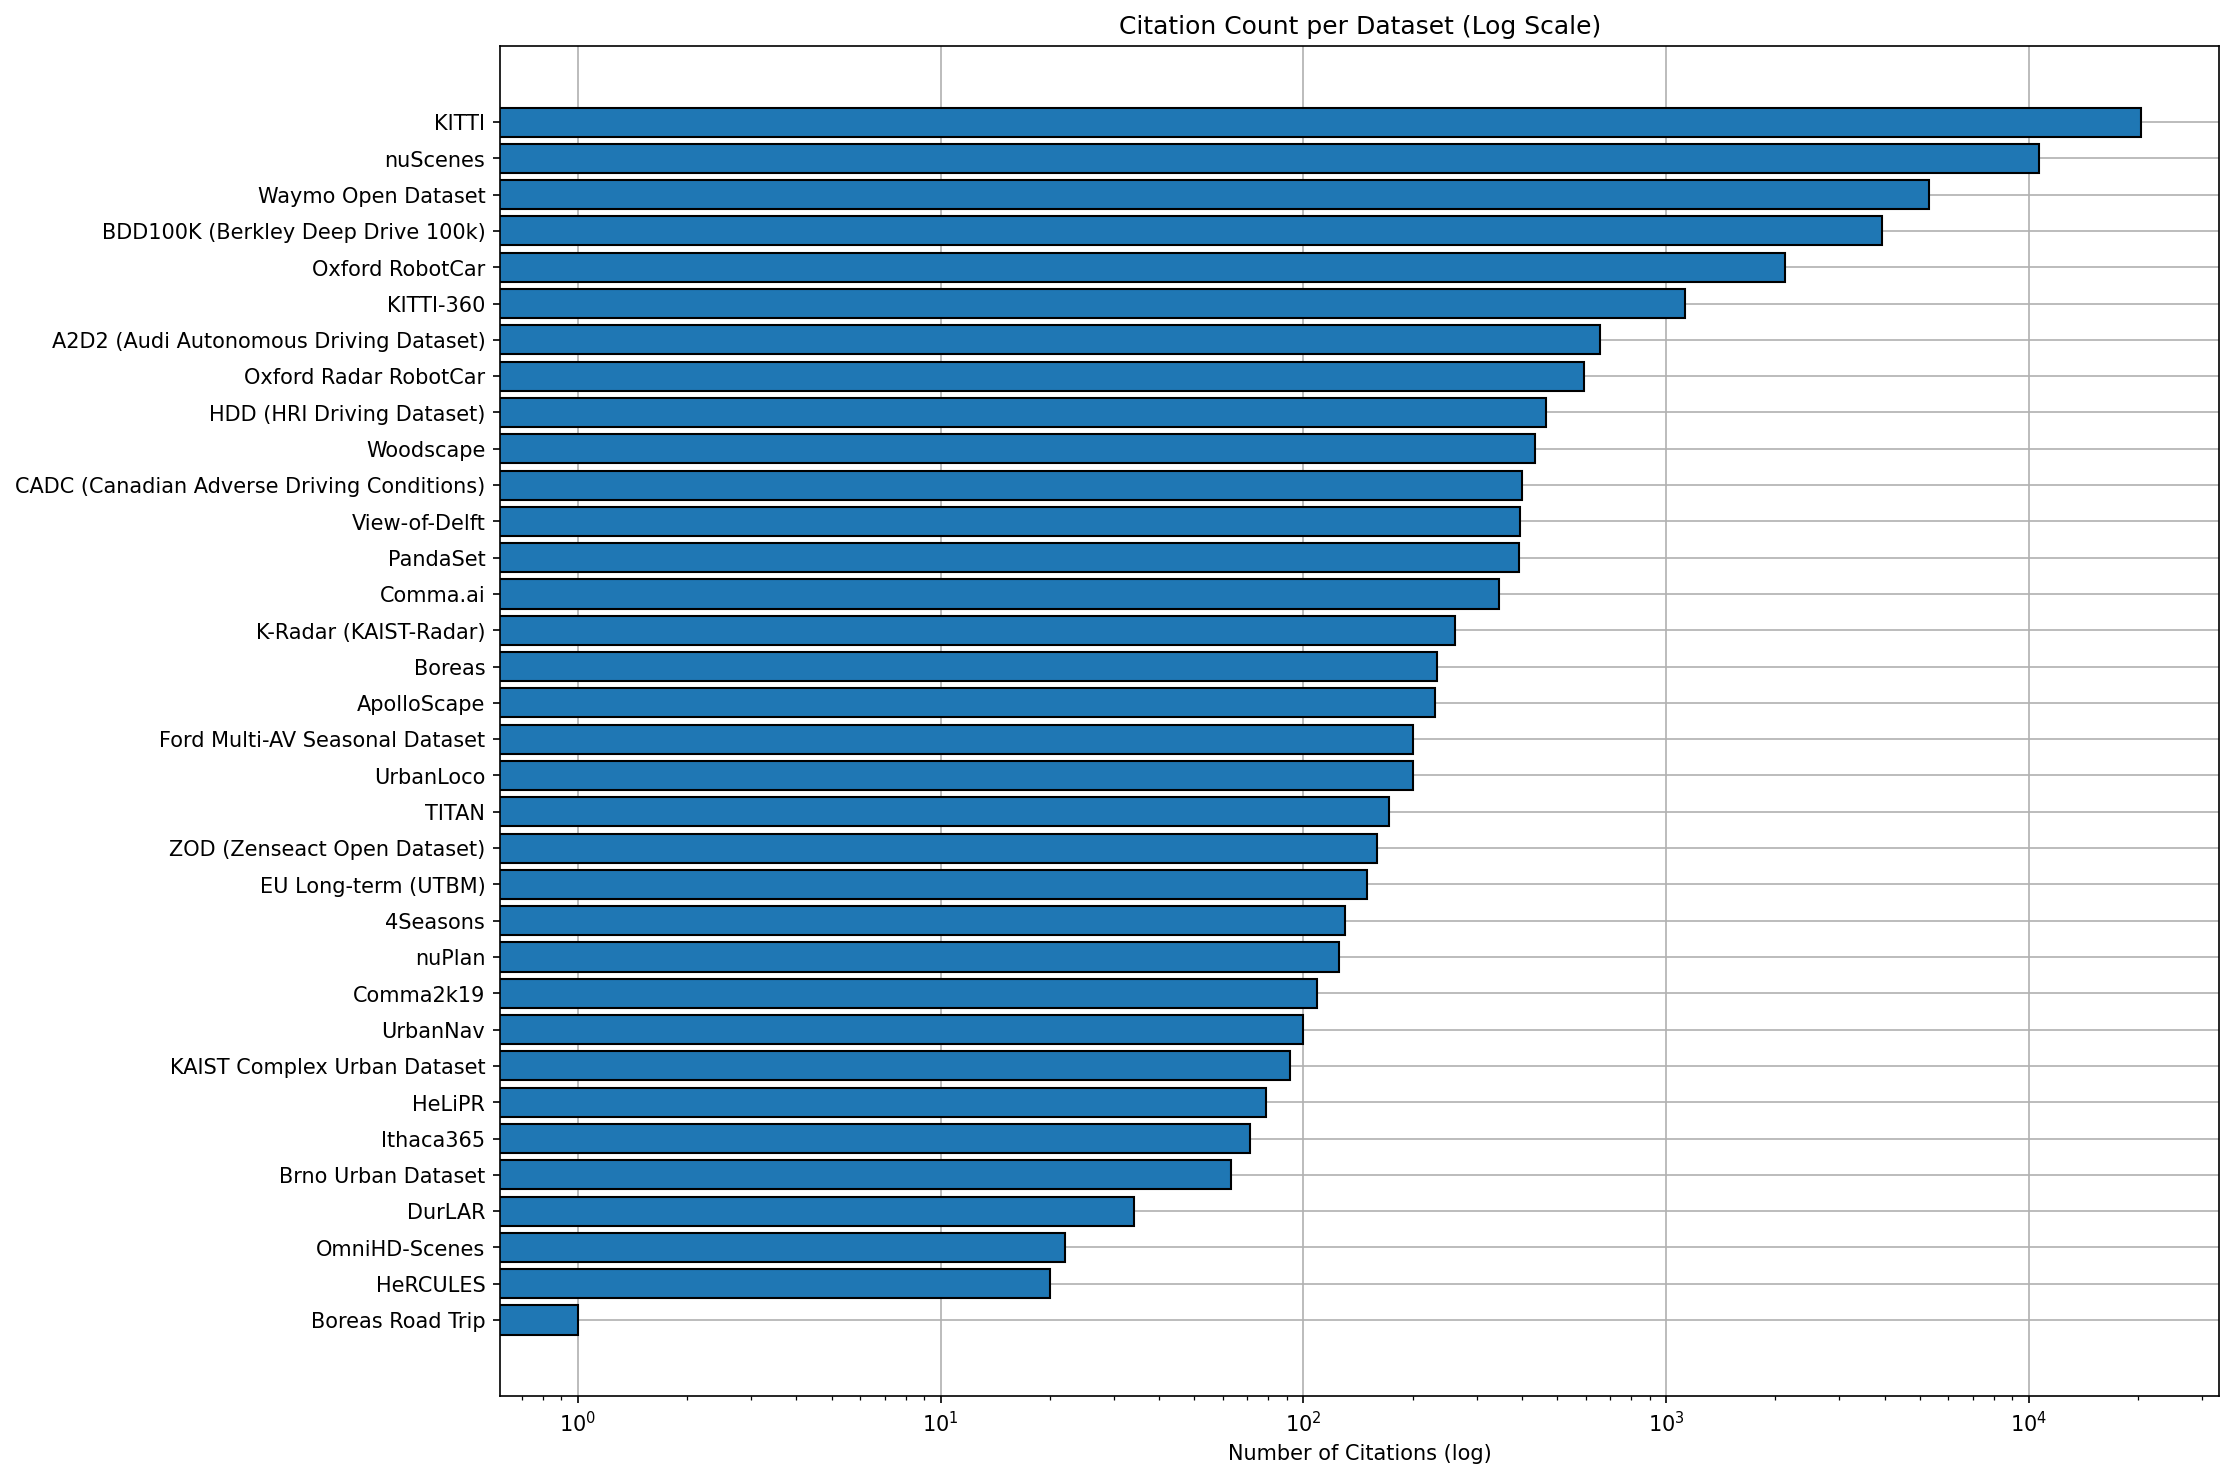 Citation Count per Dataset (Log Scale)
KITTI
nuScenes
Waymo Open Dataset
BDD100K (Berkley Deep Drive 100k)
Oxford RobotCar
KITTI-360
A2D2 (Audi Autonomous Driving Dataset)
Oxford Radar RobotCar
HDD (HRI Driving Dataset)
Woodscape
CADC (Canadian Adverse Driving Conditions)
View-of-Delft
PandaSet
Comma.ai
K-Radar (KAIST-Radar)
Boreas
ApolloScape
Ford Multi-AV Seasonal Dataset
UrbanLoco
TITAN
ZOD (Zenseact Open Dataset)
EU Long-term (UTBM)
4Seasons
nuPlan
Comma2k19
UrbanNav
KAIST Complex Urban Dataset
HeLiPR
Ithaca365
Brno Urban Dataset
DurLAR
OmniHD-Scenes
HeRCULES
Boreas Road Trip
10⁰ 10¹ 10² 10³ 10⁴
Number of Citations (log)